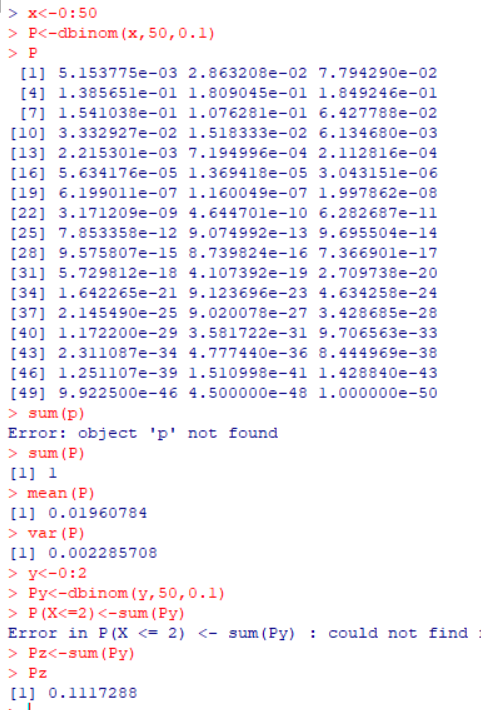 > x<-0:50
> P<-dbinom(x,50,0.1)
> P
[1] 5.153775e-03 2.863208e-02 7.794290e-02
[4] 1.385651e-01 1.809045e-01 1.849246e-01
[7] 1.541038e-01 1.076281e-01 6.427788e-02
[10] 3.332927e-02 1.518333e-02 6.134680e-03
[13] 2.215301e-03 7.194996e-04 2.112816e-04
[16] 5.634176e-05 1.369418e-05 3.043151e-06
[19] 6.199011e-07 1.160049e-07 1.997862e-08
[22] 3.171209e-09 4.644701e-10 6.282687e-11
[25] 7.853358e-12 9.074992e-13 9.695504e-14
[28] 9.575807e-15 8.739824e-16 7.366901e-17
[31] 5.729812e-18 4.107392e-19 2.709738e-20
[34] 1.642265e-21 9.123696e-23 4.634258e-24
[37] 2.145490e-25 9.020078e-27 3.428685e-28
[40] 1.172200e-29 3.581722e-31 9.706563e-33
[43] 2.311087e-34 4.777440e-36 8.444969e-38
[46] 1.251107e-39 1.510998e-41 1.428840e-43
[49] 9.922500e-46 4.500000e-48 1.000000e-50
> sum(p)
Error: object 'p' not found
> sum(P)
[1] 1
> mean(P)
[1] 0.01960784
> var(P)
[1] 0.002285708
> y<-0:2
> Py<-dbinom(y,50,0.1)
> P(X<=2)<-sum(Py)
Error in P(X <= 2) <- sum(Py) : could not find
> Pz<-sum(Py)
> Pz
[1] 0.1117288